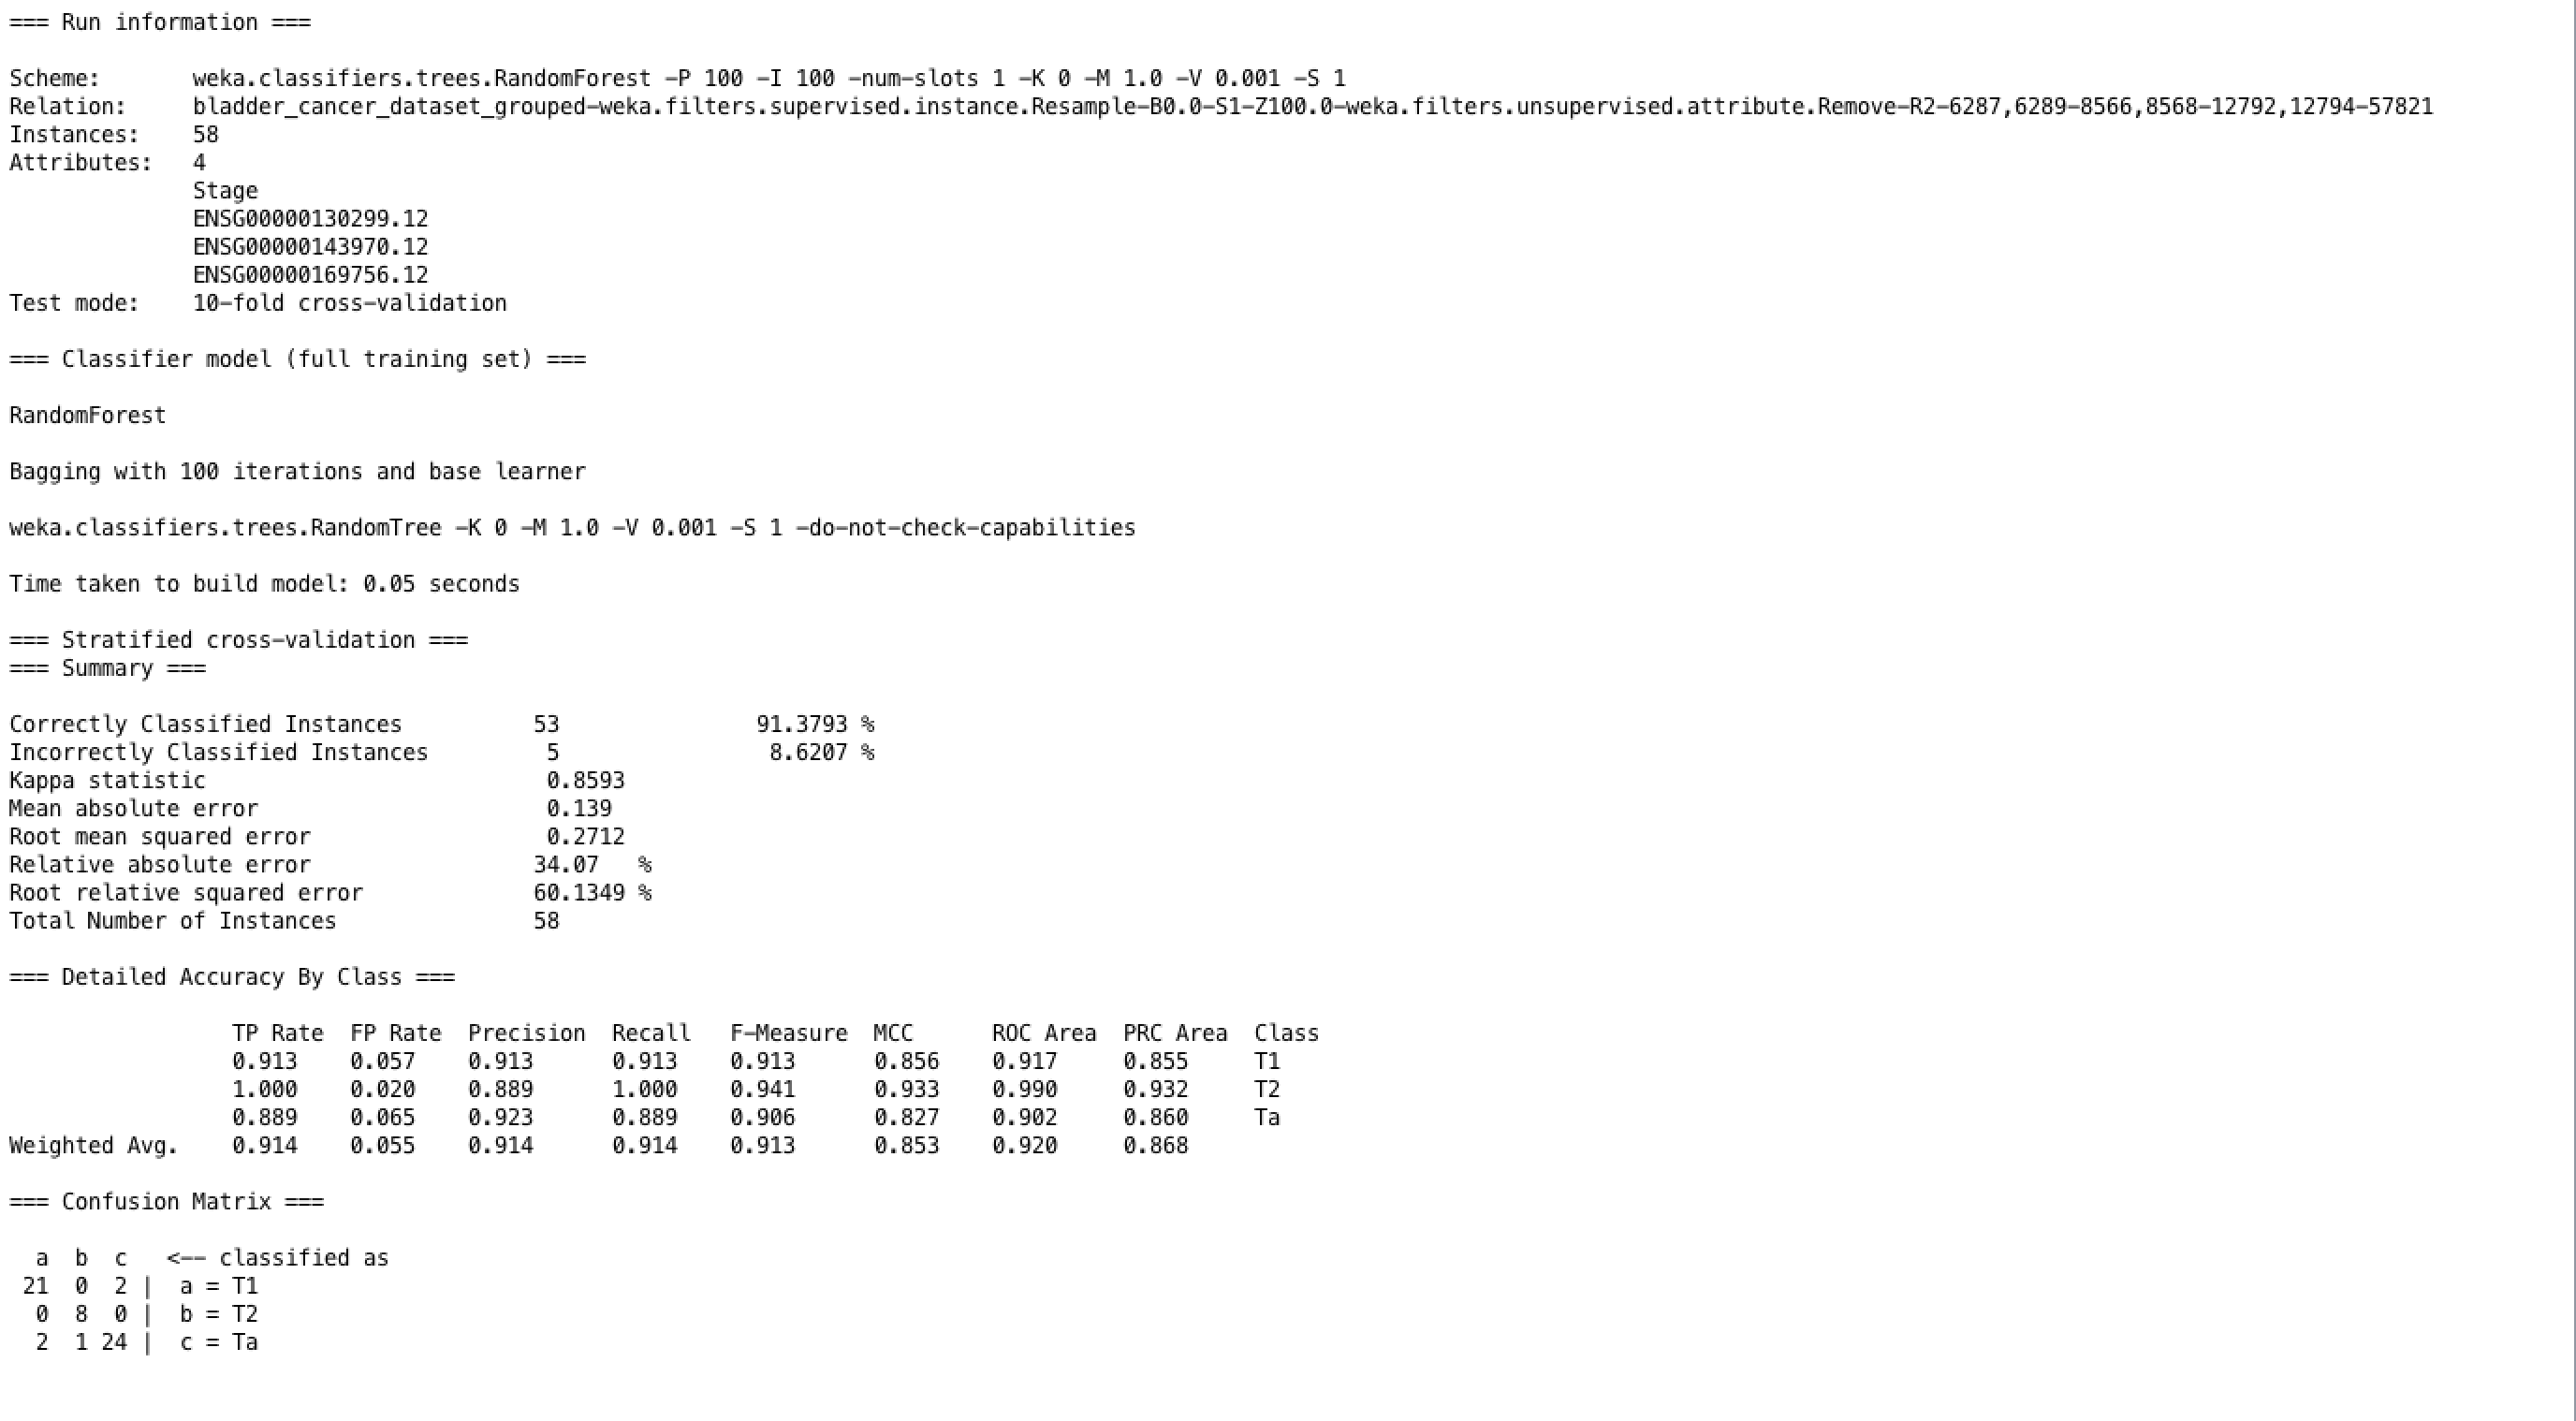 === Run information ===
Scheme: weka.classifiers.trees.RandomForest -P 100 -I 100 -num-slots 1 -K 0 -M 1.0 -V 0.001 -S 1
Relation: bladder_cancer_dataset_grouped-weka.filters.supervised.instance.Resample-B0.0-S1-Z100.0-weka.filters.unsupervised.attribute.Remove-R2-6287,6289-8566,8568-12792,12794-57821
Instances: 58
Attributes: 4
Stage
ENSG00000130299.12
ENSG00000143970.12
ENSG00000169756.12
Test mode: 10-fold cross-validation
=== Classifier model (full training set) ===
RandomForest
Bagging with 100 iterations and base learner
weka.classifiers.trees.RandomTree -K 0 -M 1.0 -V 0.001 -S 1 -do-not-check-capabilities
Time taken to build model: 0.05 seconds
=== Stratified cross-validation ===
=== Summary ===
Correctly Classified Instances 53 91.3793 %
Incorrectly Classified Instances 5 8.6207 %
Kappa statistic 0.8593
Mean absolute error 0.139
Root mean squared error 0.2712
Relative absolute error 34.07 %
Root relative squared error 60.1349 %
Total Number of Instances 58
=== Detailed Accuracy By Class ===
TP Rate FP Rate Precision Recall F-Measure MCC ROC Area PRC Area Class
0.913 0.057 0.913 0.913 0.913 0.856 0.917 0.855 T1
1.000 0.020 0.889 1.000 0.941 0.933 0.990 0.932 T2
0.889 0.065 0.923 0.889 0.906 0.827 0.902 0.860 Ta
Weighted Avg. 0.914 0.055 0.914 0.914 0.913 0.853 0.920 0.868
=== Confusion Matrix ===
a b c <-- classified as
21 0 2 | a = T1
0 8 0 | b = T2
2 1 24 | c = Ta